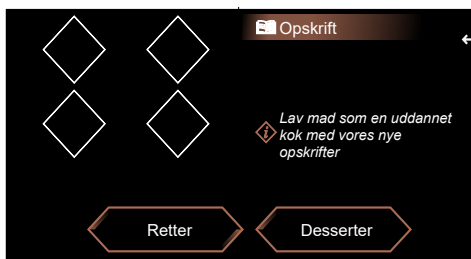 Opskrift
Lav mad som en uddannet
kok med vores nye
opskrifter
Retter
Desserter